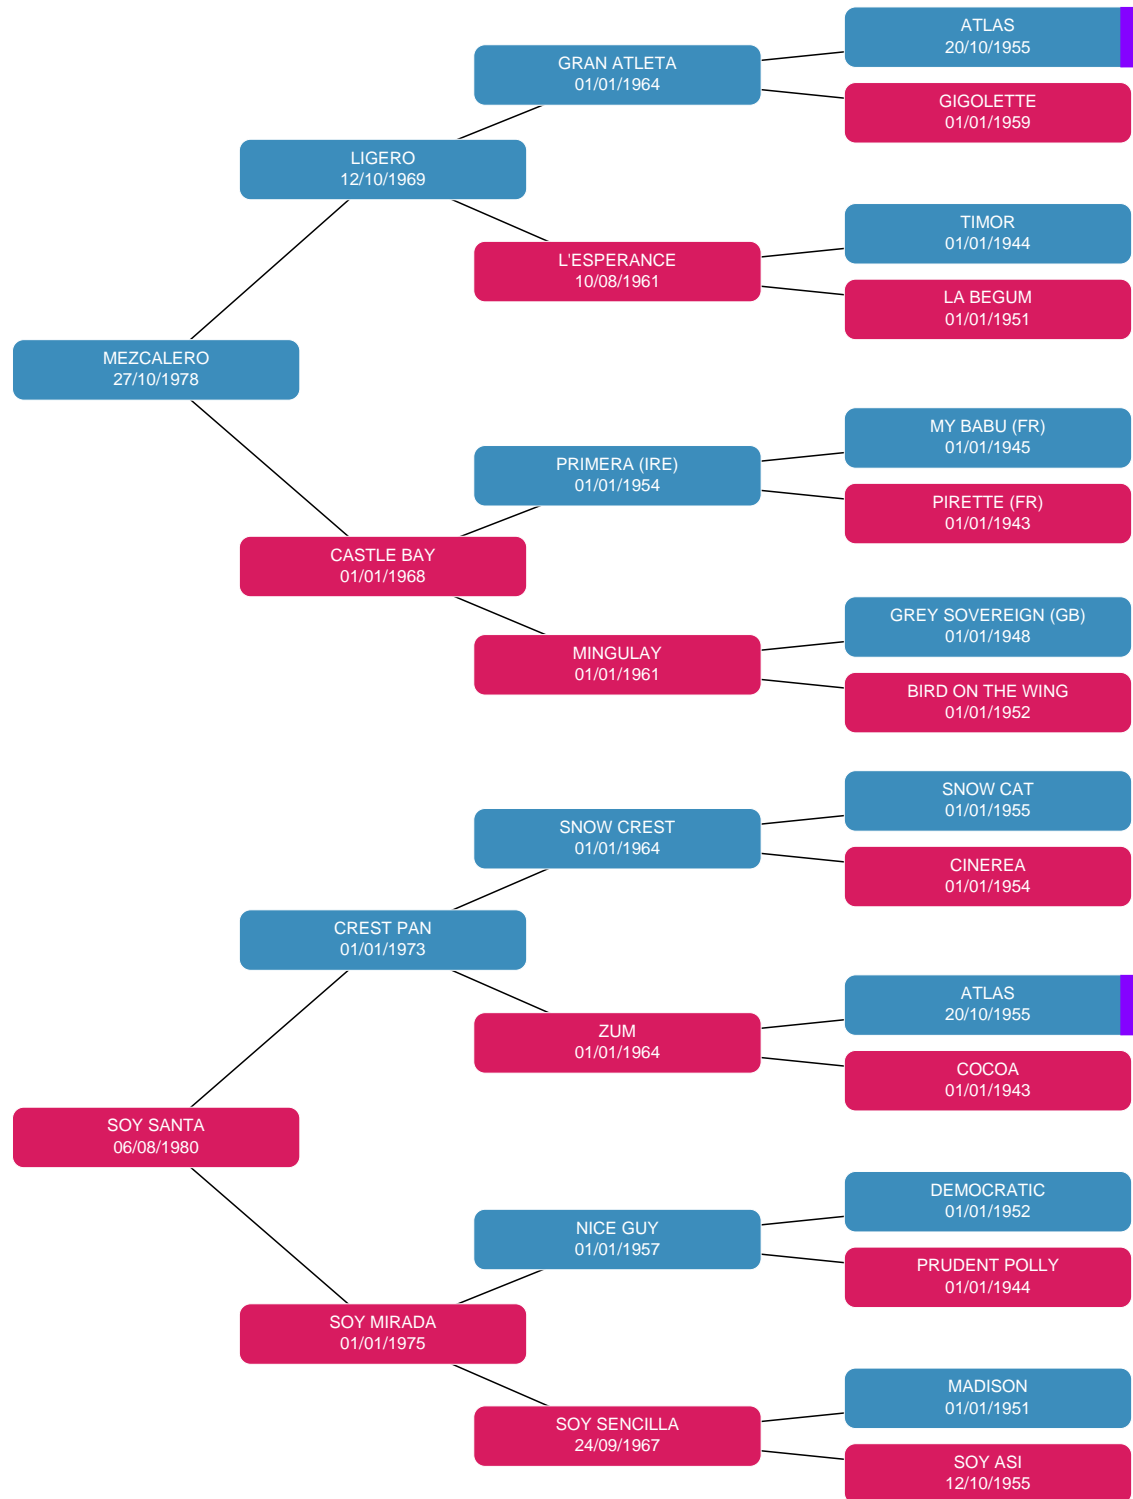 ATLAS
20/10/1955
GRAN ATLETA
01/01/1964
GIGOLETTE
01/01/1959
LIGERO
12/10/1969
TIMOR
01/01/1944
L'ESPERANCE
10/08/1961
LA BEGUM
01/01/1951
MEZCALERO
27/10/1978
MY BABU (FR)
01/01/1945
PRIMERA (IRE)
01/01/1954
PIRETTE (FR)
01/01/1943
CASTLE BAY
01/01/1968
GREY SOVEREIGN (GB)
01/01/1948
MINGULAY
01/01/1961
BIRD ON THE WING
01/01/1952
SNOW CAT
01/01/1955
SNOW CREST
01/01/1964
CINEREA
01/01/1954
CREST PAN
01/01/1973
ATLAS
20/10/1955
ZUM
01/01/1964
COCOA
01/01/1943
SOY SANTA
06/08/1980
DEMOCRATIC
01/01/1952
NICE GUY
01/01/1957
PRUDENT POLLY
01/01/1944
SOY MIRADA
01/01/1975
MADISON
01/01/1951
SOY SENCILLA
24/09/1967
SOY ASI
12/10/1955